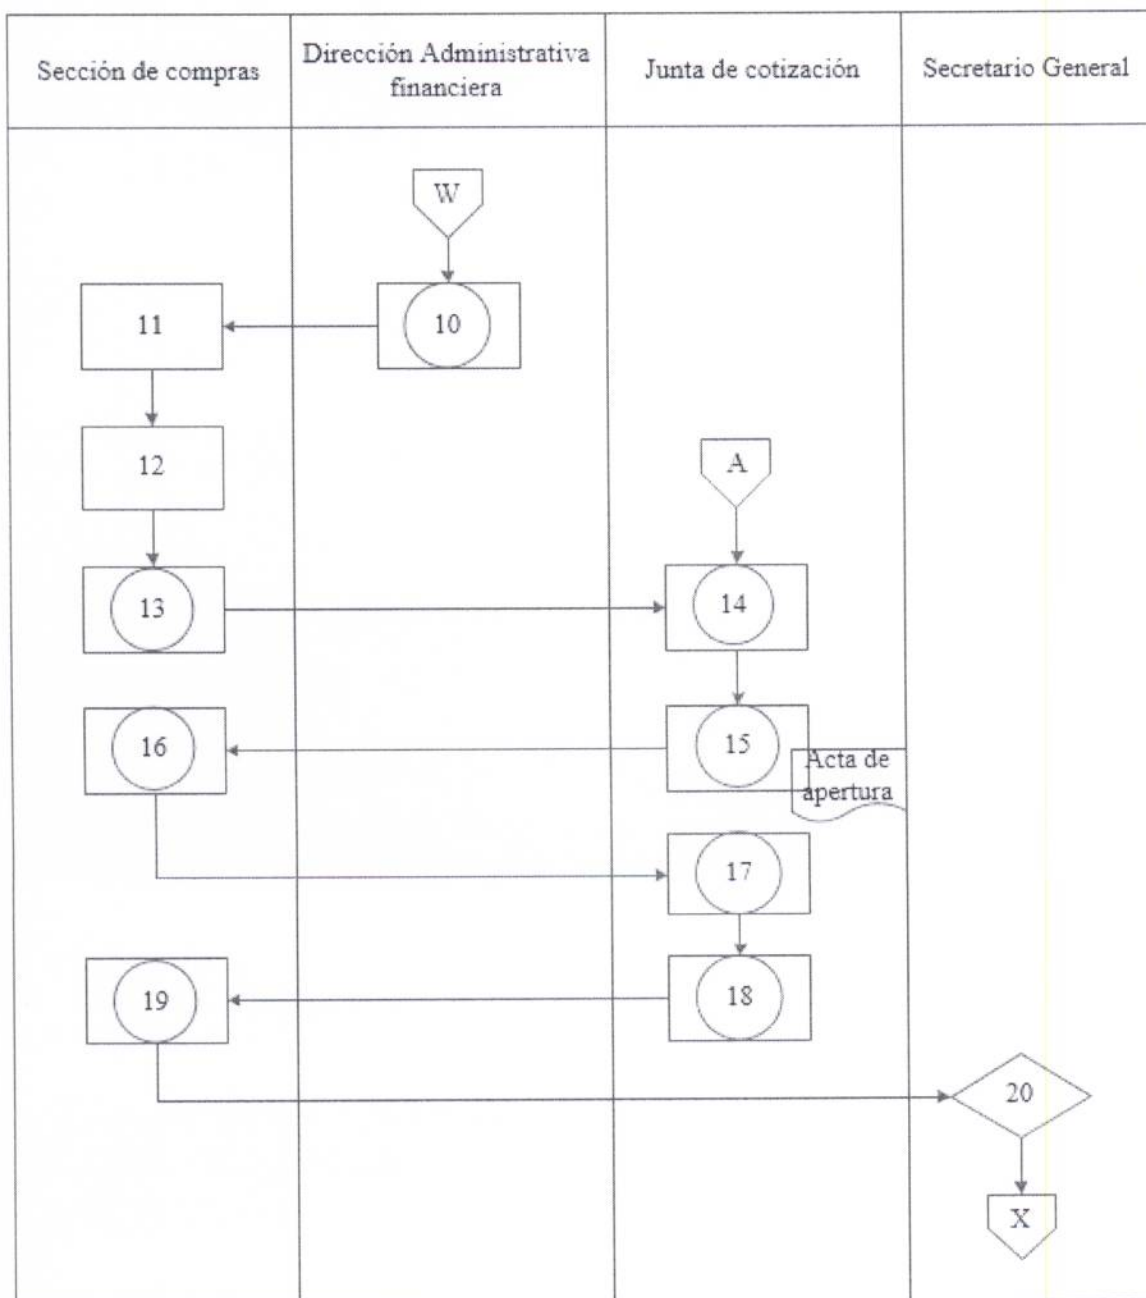 Sección de compras
Dirección Administrativa
financiera
Junta de cotización
Secretario General
W
11
10
12
A
13
14
16
15
Acta de
apertura
17
19
18
20
X